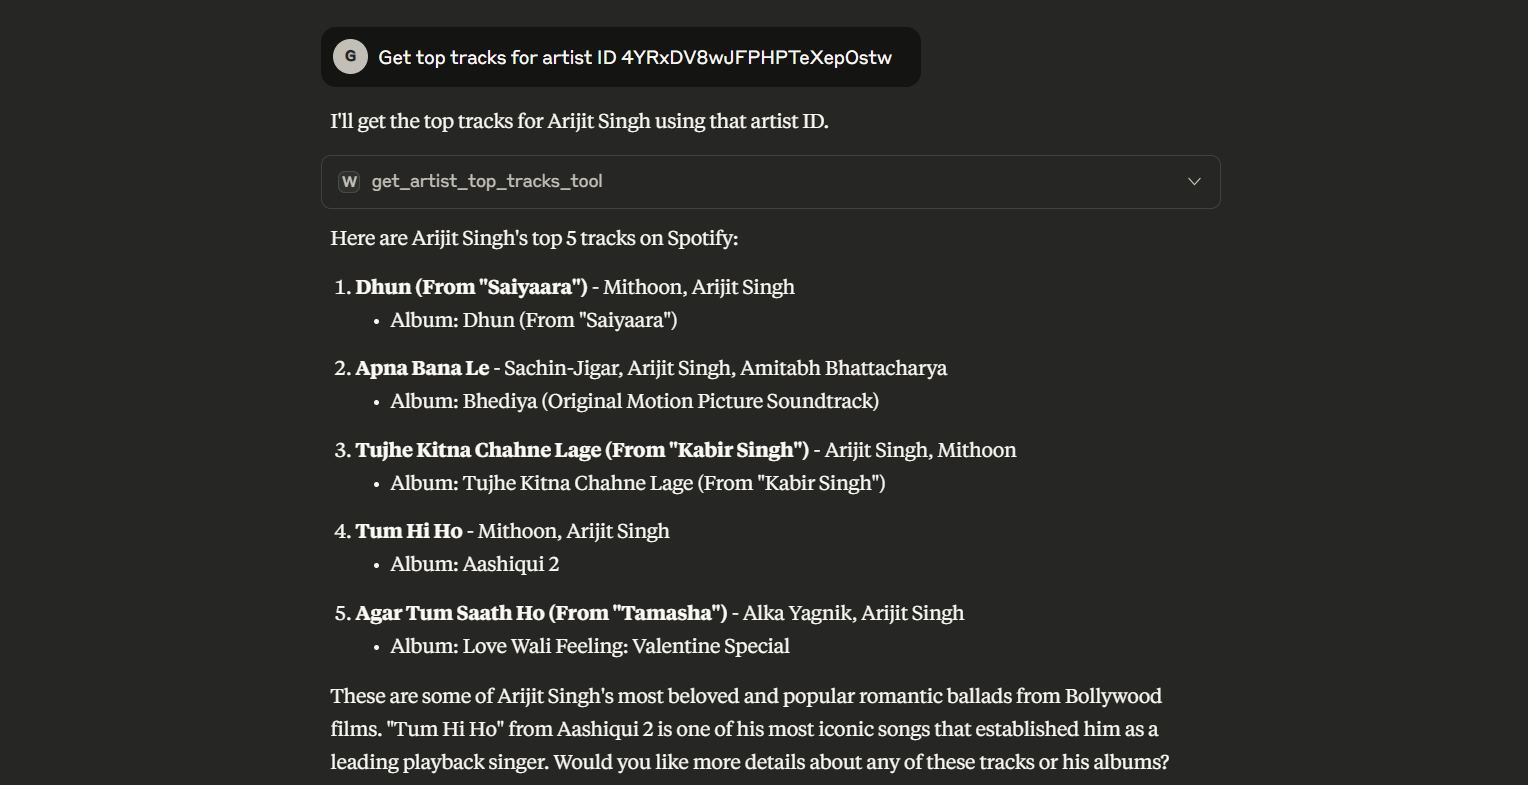 G
Get top tracks for artist ID 4YRxDV8wJFPHPTeXepOstw
I'll get the top tracks for Arijit Singh using that artist ID.
W get_artist_top_tracks_tool
Here are Arijit Singh's top 5 tracks on Spotify:
1. Dhun (From "Saiyaara") - Mithoon, Arijit Singh
• Album: Dhun (From "Saiyaara")
2. Apna Bana Le - Sachin-Jigar, Arijit Singh, Amitabh Bhattacharya
• Album: Bhediya (Original Motion Picture Soundtrack)
3. Tujhe Kitna Chahne Lage (From "Kabir Singh") - Arijit Singh, Mithoon
• Album: Tujhe Kitna Chahne Lage (From "Kabir Singh")
4. Tum Hi Ho - Mithoon, Arijit Singh
• Album: Aashiqui 2
5. Agar Tum Saath Ho (From "Tamasha") - Alka Yagnik, Arijit Singh
• Album: Love Wali Feeling: Valentine Special
These are some of Arijit Singh's most beloved and popular romantic ballads from Bollywood
films. "Tum Hi Ho" from Aashiqui 2 is one of his most iconic songs that established him as a
leading playback singer. Would you like more details about any of these tracks or his albums?